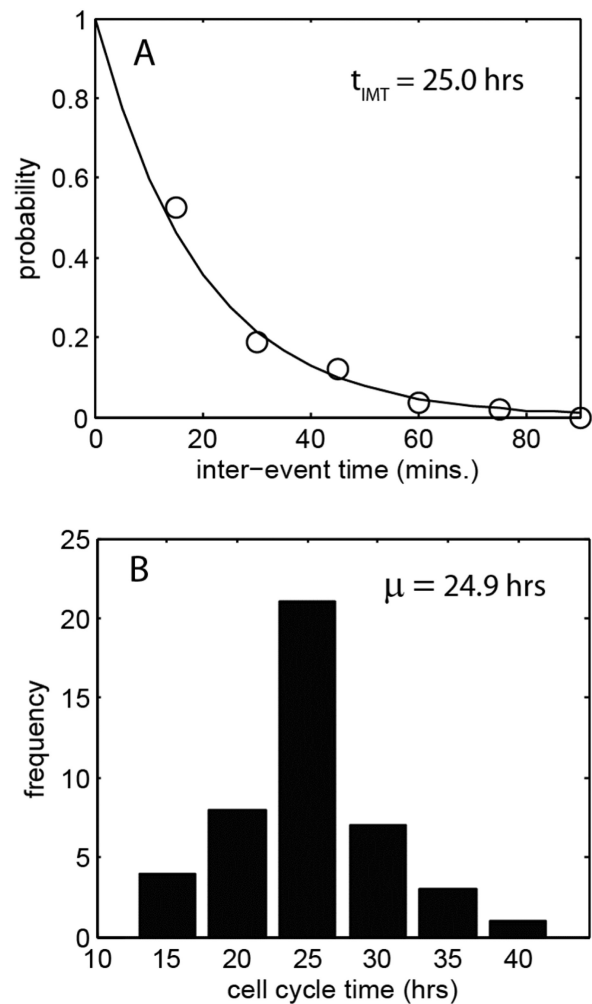 A
t_IMT = 25.0 hrs
probability
1
0.8
0.6
0.4
0.2
0
0 20 40 60 80
inter−event time (mins.)
B
μ = 24.9 hrs
frequency
25
20
15
10
5
0
10 15 20 25 30 35 40
cell cycle time (hrs)